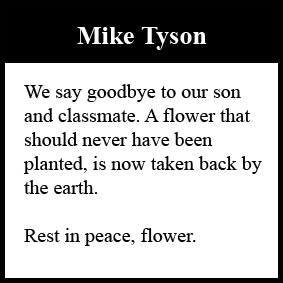 Mike Tyson
We say goodbye to our son
and classmate. A flower that
should never have been
planted, is now taken back by
the earth.
Rest in peace, flower.